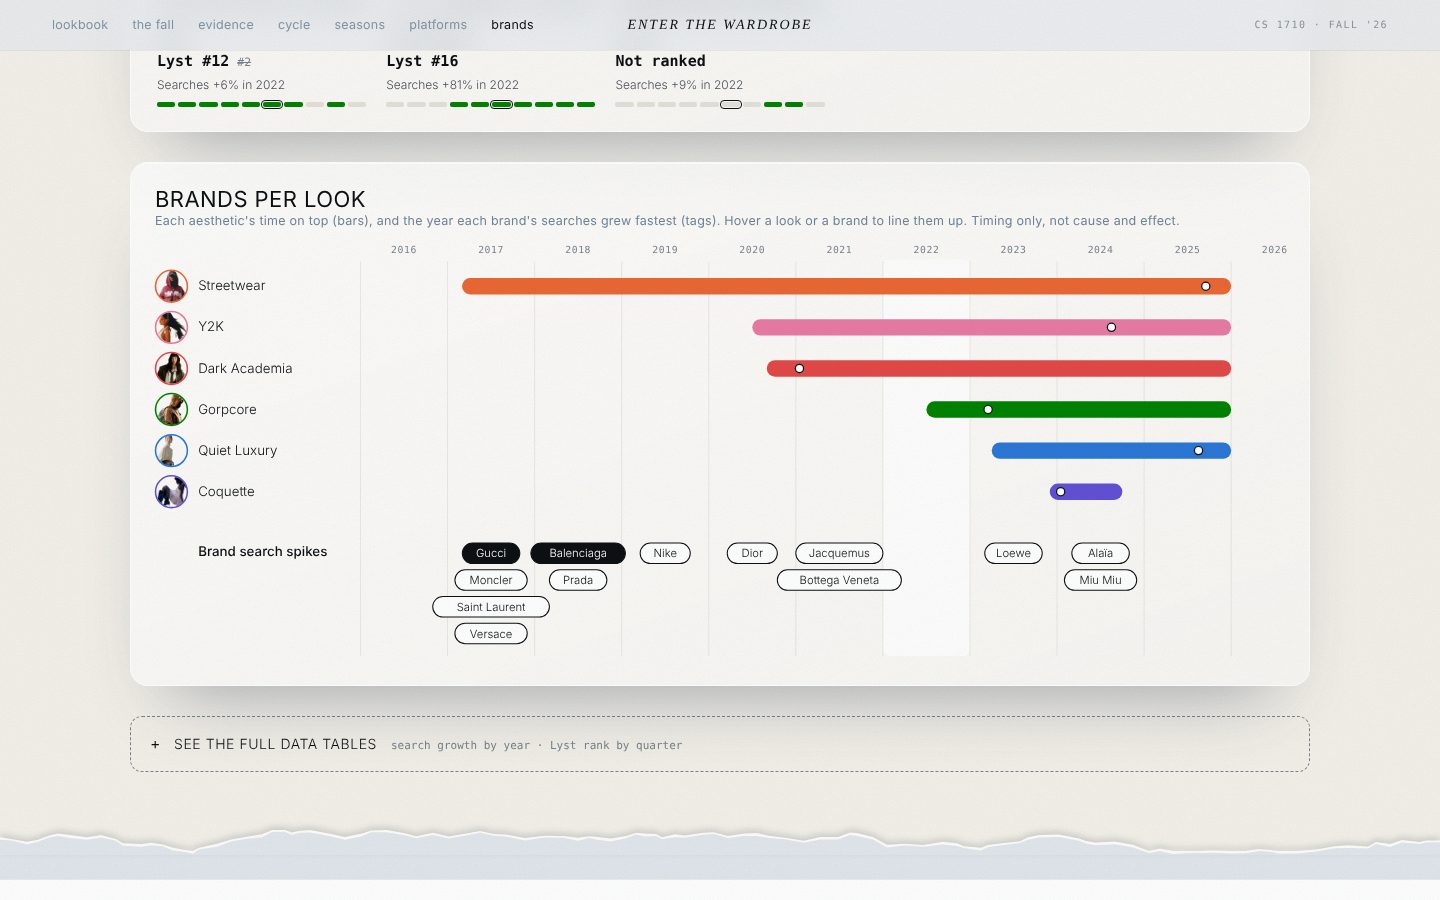 lookbook the fall evidence cycle seasons platforms brands ENTER THE WARDROBE CS 1710 · FALL '26
Lyst #12 #2 Lyst #16 Not ranked
Searches +6% in 2022 Searches +81% in 2022 Searches +9% in 2022
BRANDS PER LOOK
Each aesthetic's time on top (bars), and the year each brand's searches grew fastest (tags). Hover a look or a brand to line them up. Timing only, not cause and effect.
2016 2017 2018 2019 2020 2021 2022 2023 2024 2025 2026
Streetwear
Y2K
Dark Academia
Gorpcore
Quiet Luxury
Coquette
Brand search spikes Gucci Balenciaga Nike Dior Jacquemus Loewe Alaïa
Moncler Prada Bottega Veneta Miu Miu
Saint Laurent
Versace
+ SEE THE FULL DATA TABLES search growth by year · Lyst rank by quarter